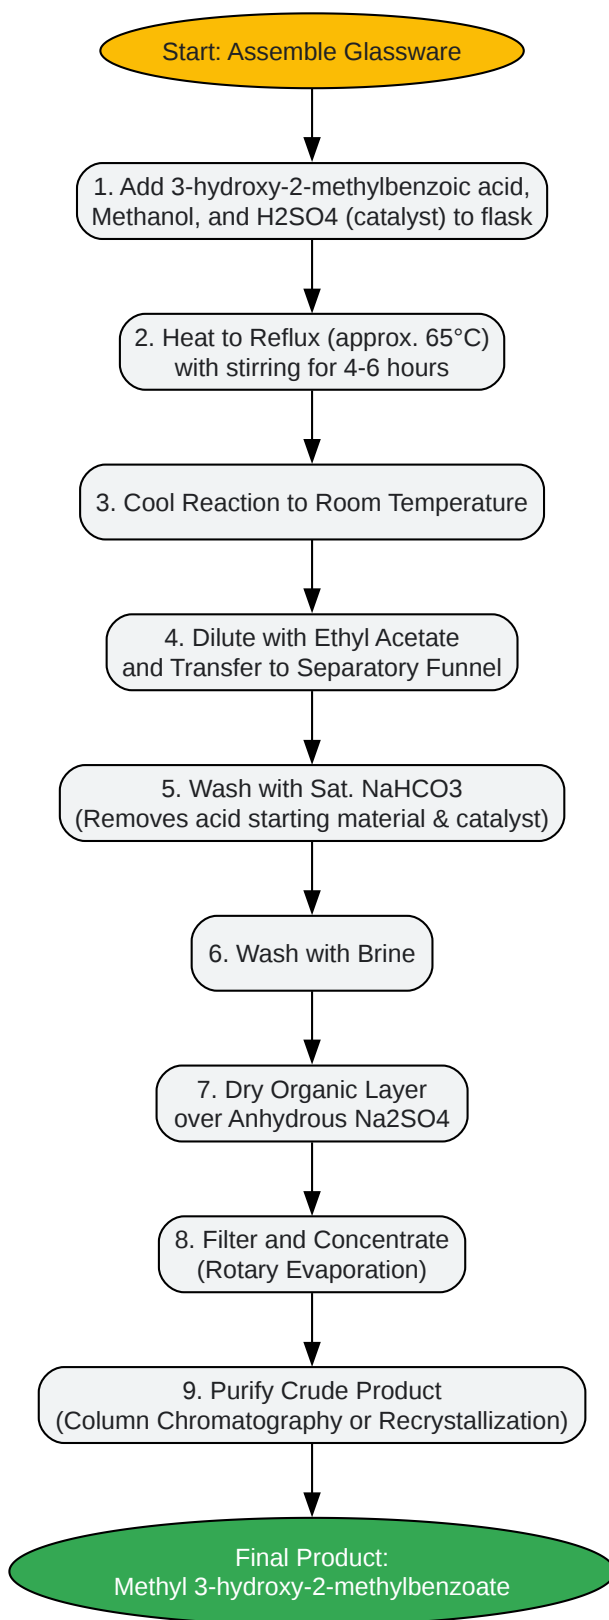 Start: Assemble Glassware
1. Add 3-hydroxy-2-methylbenzoic acid,
Methanol, and H2SO4 (catalyst) to flask
2. Heat to Reflux (approx. 65°C)
with stirring for 4-6 hours
3. Cool Reaction to Room Temperature
4. Dilute with Ethyl Acetate
and Transfer to Separatory Funnel
5. Wash with Sat. NaHCO3
(Removes acid starting material & catalyst)
6. Wash with Brine
7. Dry Organic Layer
over Anhydrous Na2SO4
8. Filter and Concentrate
(Rotary Evaporation)
9. Purify Crude Product
(Column Chromatography or Recrystallization)
Final Product:
Methyl 3-hydroxy-2-methylbenzoate